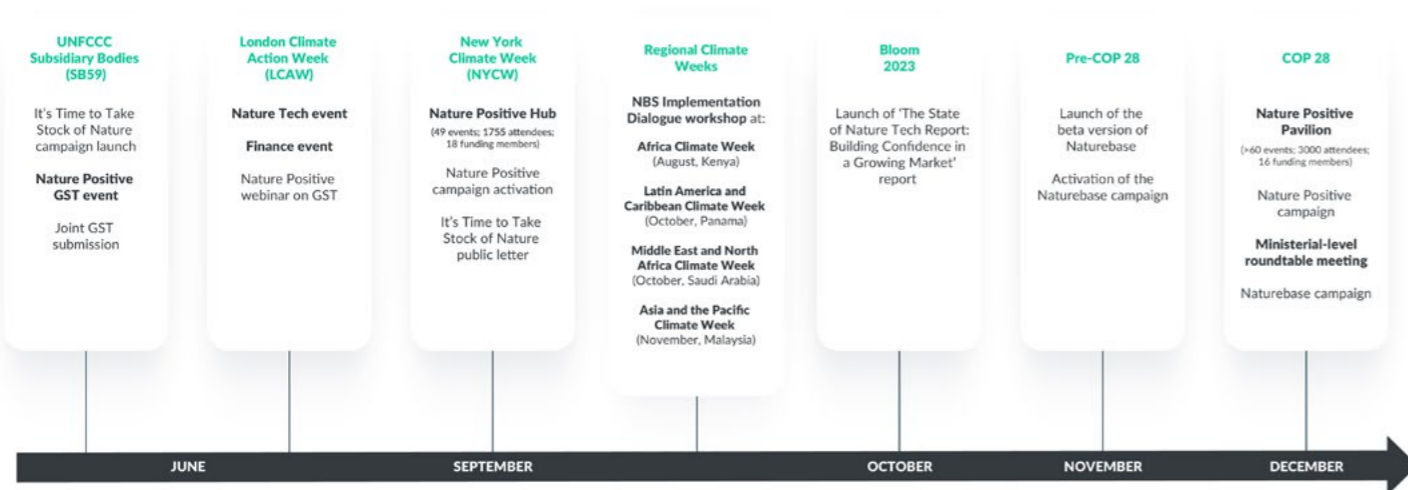 UNFCCC
Subsidiary Bodies
(SB59)
It's Time to Take
Stock of Nature
campaign launch
Nature Positive
GST event
Joint GST
submission
London Climate
Action Week
(LCAW)
Nature Tech event
Finance event
Nature Positive
webinar on GST
New York
Climate Week
(NYCW)
Nature Positive Hub
(49 events; 1755 attendees;
18 funding members)
Nature Positive
campaign activation
It's Time to Take
Stock of Nature
public letter
Regional Climate
Weeks
NBS Implementation
Dialogue workshop at:
Africa Climate Week
(August, Kenya)
Latin America and
Caribbean Climate Week
(October, Panama)
Middle East and North
Africa Climate Week
(October, Saudi Arabia)
Asia and the Pacific
Climate Week
(November, Malaysia)
Bloom
2023
Launch of 'The State
of Nature Tech Report:
Building Confidence in
a Growing Market'
report
Pre-COP 28
Launch of the
beta version of
Naturebase
Activation of the
Naturebase campaign
COP 28
Nature Positive
Pavilion
(>60 events; 3000 attendees;
16 funding members)
Nature Positive
campaign
Ministerial-level
roundtable meeting
Naturebase campaign
JUNE
SEPTEMBER
OCTOBER
NOVEMBER
DECEMBER